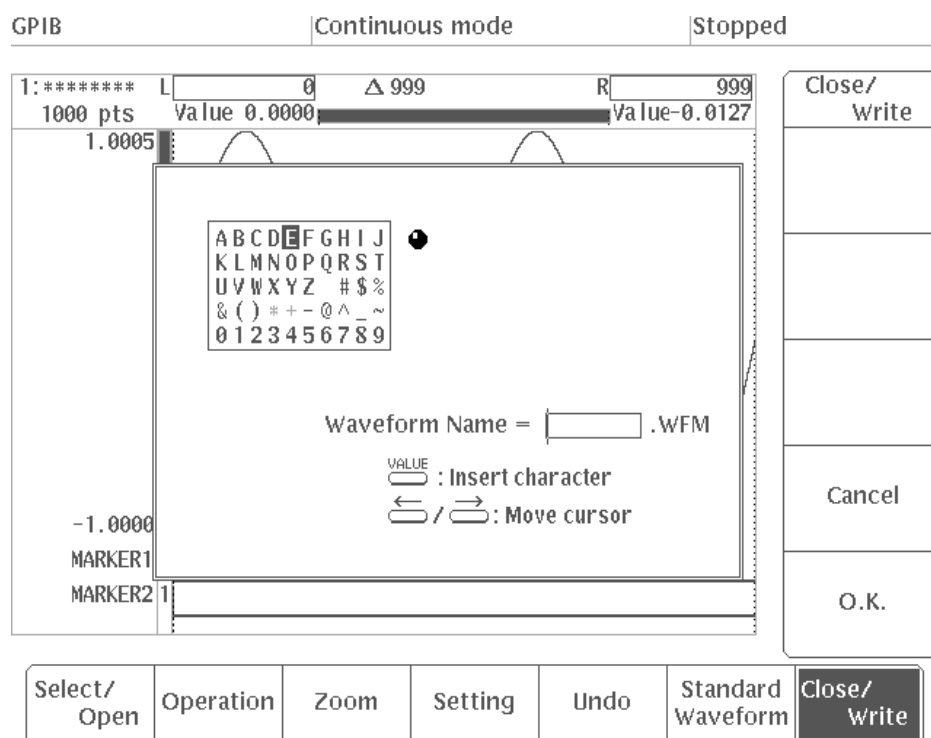 GPIB Continuous mode Stopped
1:******** L 0 Δ 999 R 999
1000 pts Value 0.0000 Value-0.0127
Close/
Write
1.0005
ABCDEFGHIJ
KLMNOPQRST
UVWXYZ #$%
&()*+-@^_~
0123456789
Waveform Name = .WFM
VALUE
: Insert character
←/→: Move cursor
Cancel
-1.0000
MARKER1
MARKER2 1
O.K.
Select/
Open
Operation
Zoom
Setting
Undo
Standard
Waveform
Close/
Write